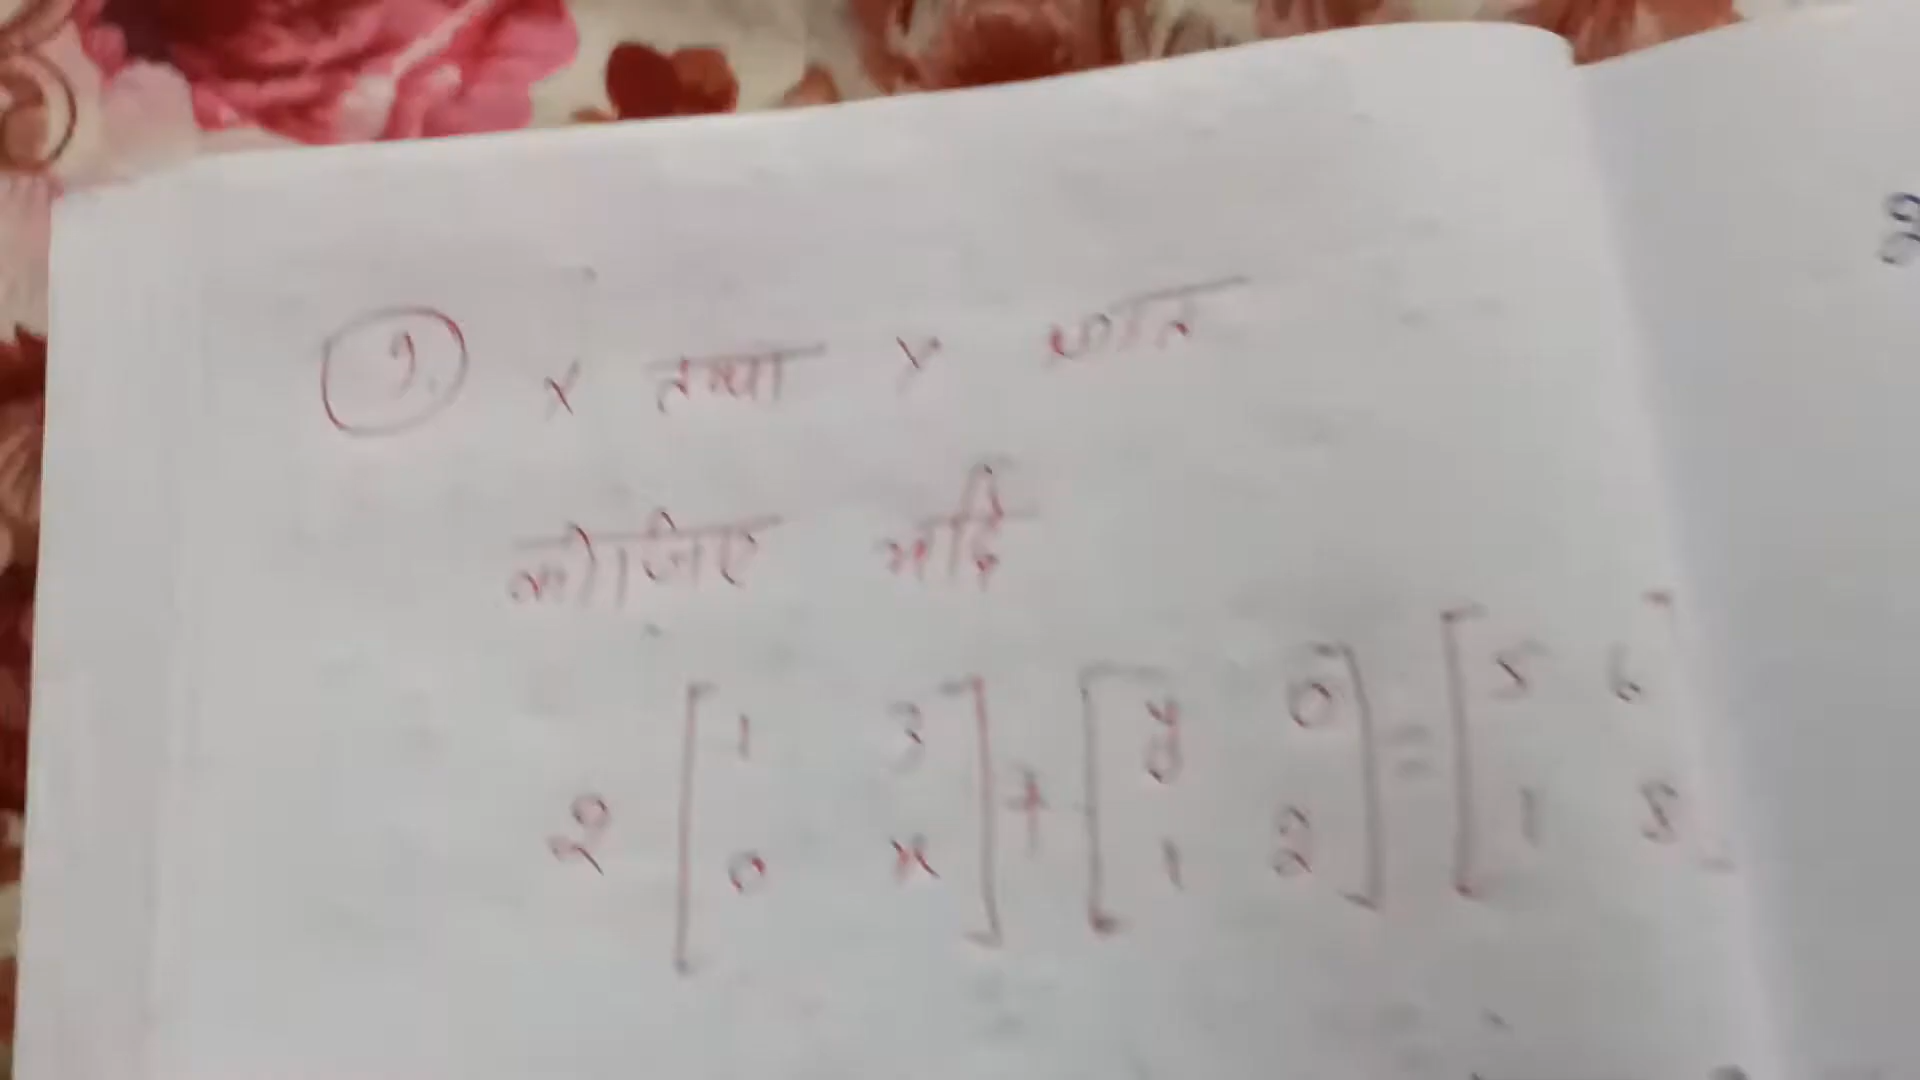 9. x तथा y ज्ञात
कीजिए यदि
2 [1 3 0 x] + [y 0 1 2] = [5 6 1 8]